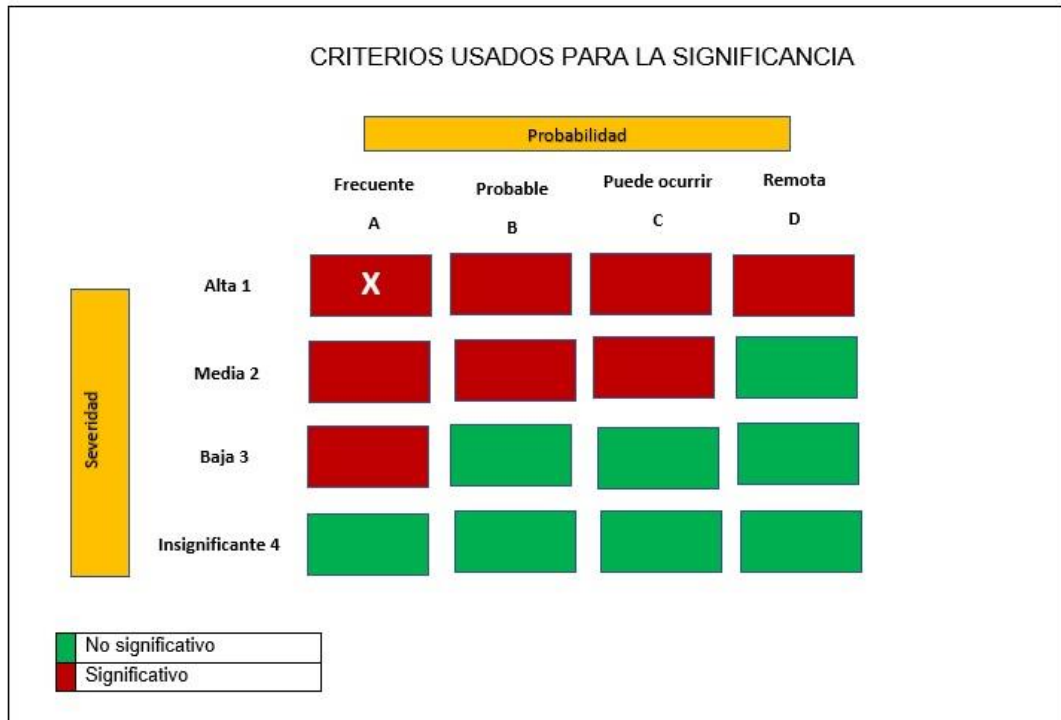 CRITERIOS USADOS PARA LA SIGNIFICANCIA
Probabilidad
Frecuente Probable Puede ocurrir Remota
A B C D
Severidad
Alta 1 X
Media 2
Baja 3
Insignificante 4
No significativo
Significativo